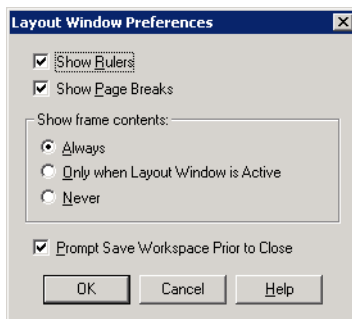 Layout Window Preferences
Show Rulers
Show Page Breaks
Show frame contents:
Always
Only when Layout Window is Active
Never
Prompt Save Workspace Prior to Close
OK Cancel Help